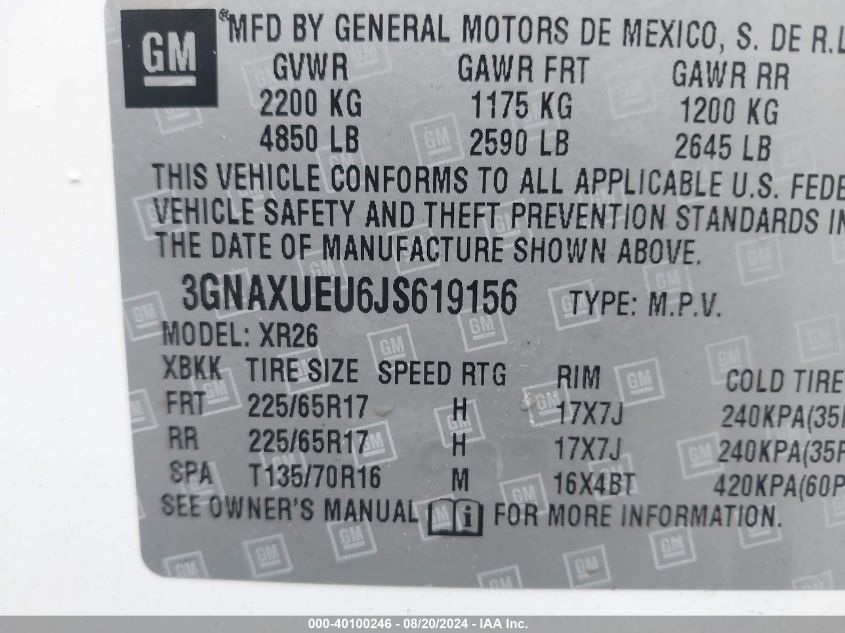 GM ®MFD BY GENERAL MOTORS DE MEXICO, S. DE R.L
GVWR GAWR FRT GAWR RR
2200 KG 1175 KG 1200 KG
4850 LB 2590 LB 2645 LB
THIS VEHICLE CONFORMS TO ALL APPLICABLE U.S. FEDE
VEHICLE SAFETY AND THEFT PREVENTION STANDARDS IN
THE DATE OF MANUFACTURE SHOWN ABOVE.
3GNAXUEU6JS619156 TYPE: M.P.V.
MODEL: XR26
XBKK TIRE SIZE SPEED RTG RIM COLD TIRE
FRT 225/65R17 H 17X7J 240KPA(35
RR 225/65R17 H 17X7J 240KPA(35P
SPA T135/70R16 M 16X4BT 420KPA(60P
SEE OWNER'S MANUAL i FOR MORE INFORMATION.
000-40100246 - 08/20/2024 - IAA Inc.